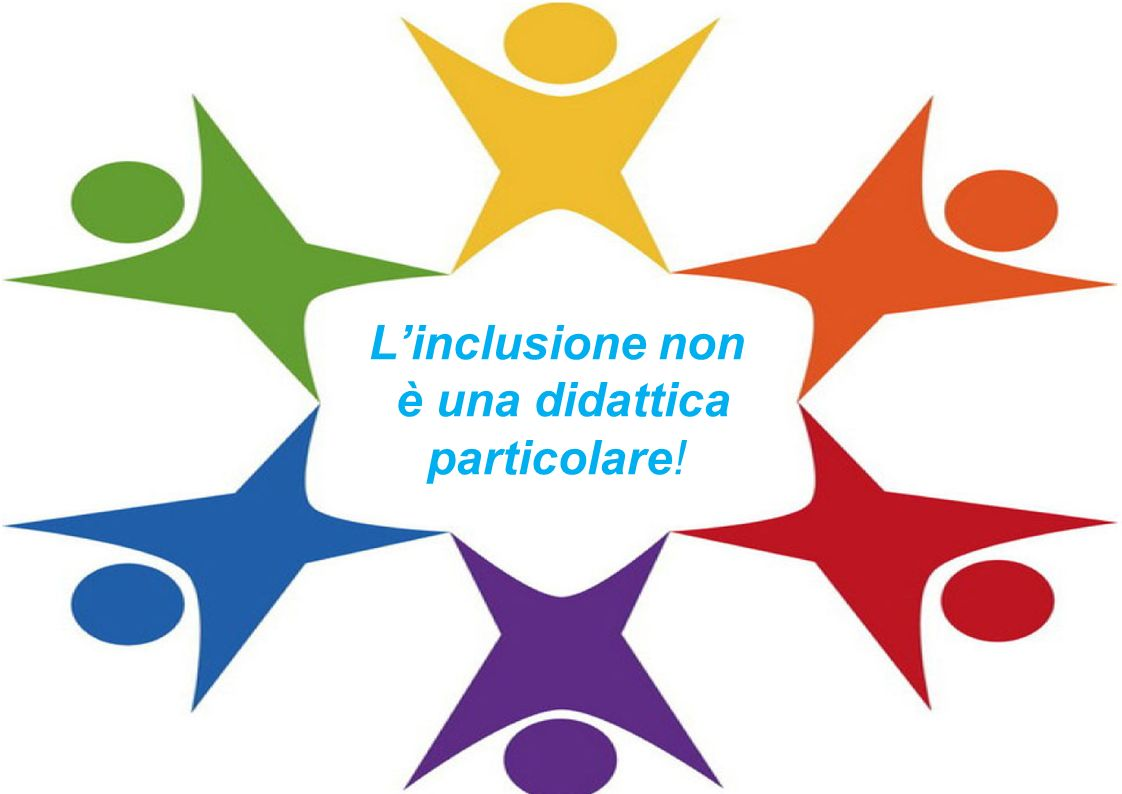 L’inclusione non
è una didattica
particolare!